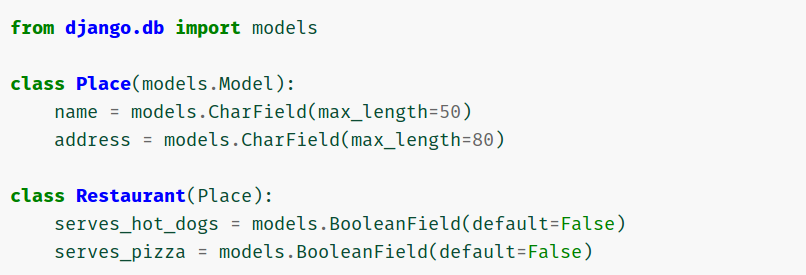 from django.db import models
class Place(models.Model):
    name = models.CharField(max_length=50)
    address = models.CharField(max_length=80)
class Restaurant(Place):
    serves_hot_dogs = models.BooleanField(default=False)
    serves_pizza = models.BooleanField(default=False)